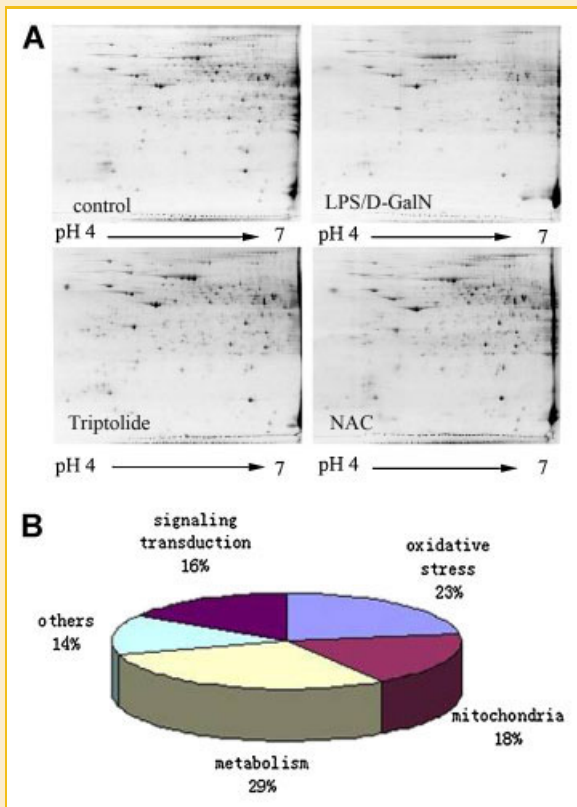 A
control
LPS/D-GalN
pH 4
7
pH 4
7
Triptolide
NAC
pH 4
7
pH 4
7
B
signaling
transduction
16%
oxidative
stress
23%
others
14%
mitochondria
18%
metabolism
29%